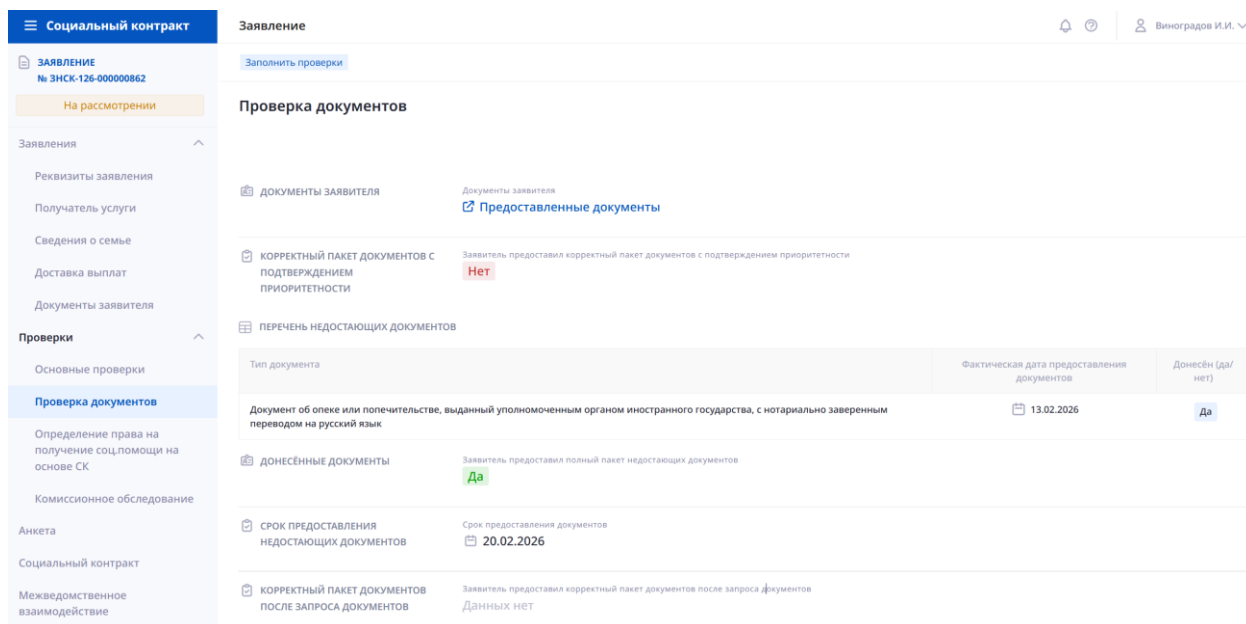 Социальный контракт
Заявление
Виноградов И.И.
ЗАЯВЛЕНИЕ
№ ЗНСК-126-000000862
На рассмотрении
Заявления
Реквизиты заявления
Получатель услуги
Сведения о семье
Доставка выплат
Документы заявителя
Проверки
Основные проверки
Проверка документов
Определение права на
получение соц.помощи на
основе СК
Комиссионное обследование
Анкета
Социальный контракт
Межведомственное
взаимодействие
Заполнить проверки
Проверка документов
ДОКУМЕНТЫ ЗАЯВИТЕЛЯ
Документы заявителя
Предоставленные документы
КОРРЕКТНЫЙ ПАКЕТ ДОКУМЕНТОВ С
ПОДТВЕРЖДЕНИЕМ
ПРИОРИТЕТНОСТИ
Заявитель предоставил корректный пакет документов с подтверждением приоритетности
Нет
ПЕРЕЧЕНЬ НЕДОСТАЮЩИХ ДОКУМЕНТОВ
Тип документа
Фактическая дата предоставления
документов
Донесён (да/
нет)
Документ об опеке или попечительстве, выданный уполномоченным органом иностранного государства, с нотариально заверенным
переводом на русский язык
13.02.2026
Да
ДОНЕСЁННЫЕ ДОКУМЕНТЫ
Заявитель предоставил полный пакет недостающих документов
Да
СРОК ПРЕДОСТАВЛЕНИЯ
НЕДОСТАЮЩИХ ДОКУМЕНТОВ
Срок предоставления документов
20.02.2026
КОРРЕКТНЫЙ ПАКЕТ ДОКУМЕНТОВ
ПОСЛЕ ЗАПРОСА ДОКУМЕНТОВ
Заявитель предоставил корректный пакет документов после запроса документов
Данных нет